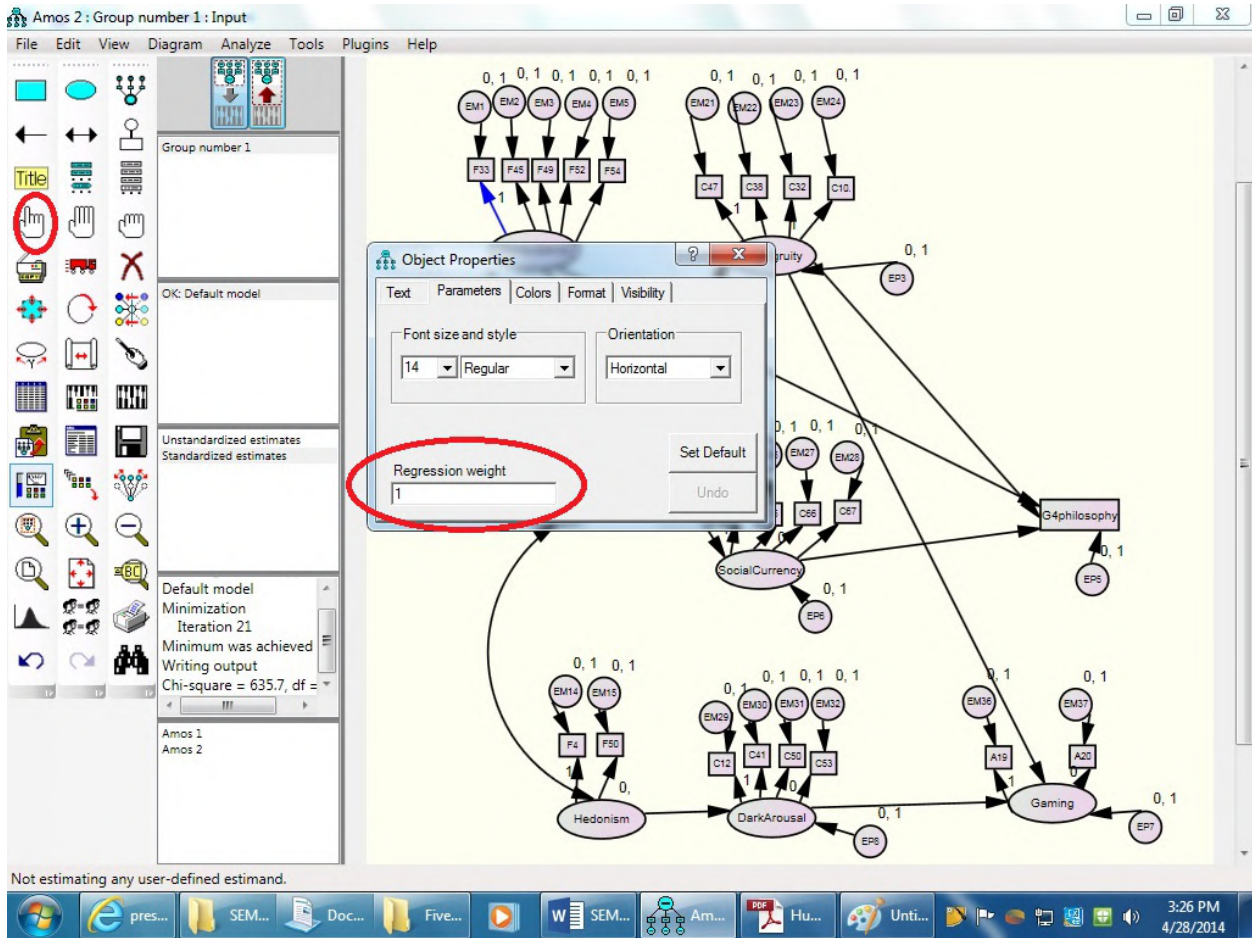 Amos 2 : Group number 1 : Input
File Edit View Diagram Analyze Tools Plugins Help
Title
Group number 1
OK: Default model
Unstandardized estimates
Standardized estimates
Default model
Minimization
Iteration 21
Minimum was achieved
Writing output
Chi-square = 635.7, df =
Amos 1
Amos 2
0, 1 0, 1 0, 1 0, 1 0, 1
EM1 EM2 EM3 EM4 EM5
F33 F45 F49 F52 F54
1
0, 1 0, 1 0, 1 0, 1
EM21 EM22 EM23 EM24
C47 C38 C32 C10.
1
gruity
0, 1
EP3
Object Properties
Text Parameters Colors Format Visibility
Font size and style
14 Regular
Orientation
Horizontal
Regression weight
1
Set Default
Undo
0, 1 0, 1 0,
EM27 EM28
C66 C67
SocialCurrency
0, 1
EP6
G4philosophy
0, 1
EP5
0, 1 0, 1
EM14 EM15
F4 F50
1
0,
Hedonism
0, 1 0, 1 0, 1 0, 1
EM29 EM30 EM31 EM32
C12 C41 C50 C53
1 0,
DarkArousal
0, 1
EP8
0, 1 0, 1
EM36 EM37
A19 A20
1 0
Gaming
0, 1
EP7
Not estimating any user-defined estimand.
pres... SEM... Doc... Five... W SEM... Am... PDF Hu... Unti...
3:26 PM
4/28/2014